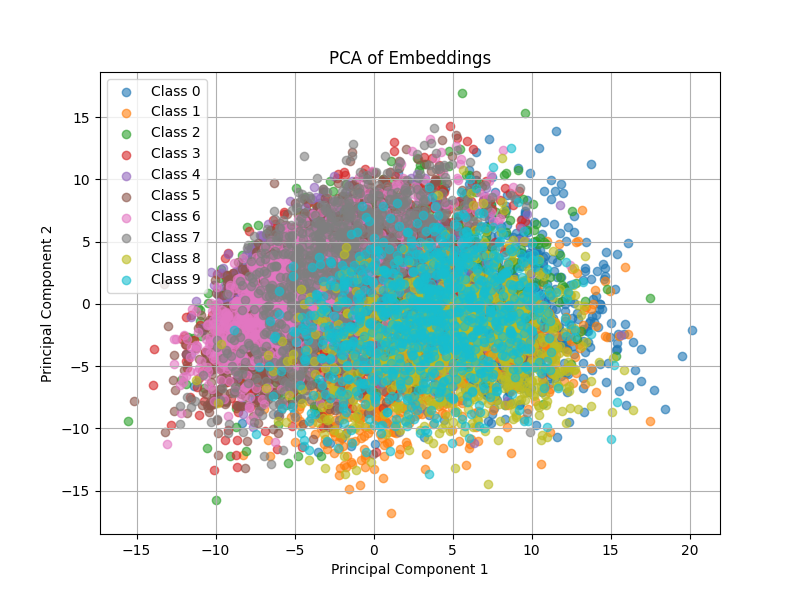 PCA of Embeddings
Class 0
Class 1
Class 2
Class 3
Class 4
Class 5
Class 6
Class 7
Class 8
Class 9
15
10
5
0
−5
−10
−15
Principal Component 2
−15 −10 −5 0 5 10 15 20
Principal Component 1